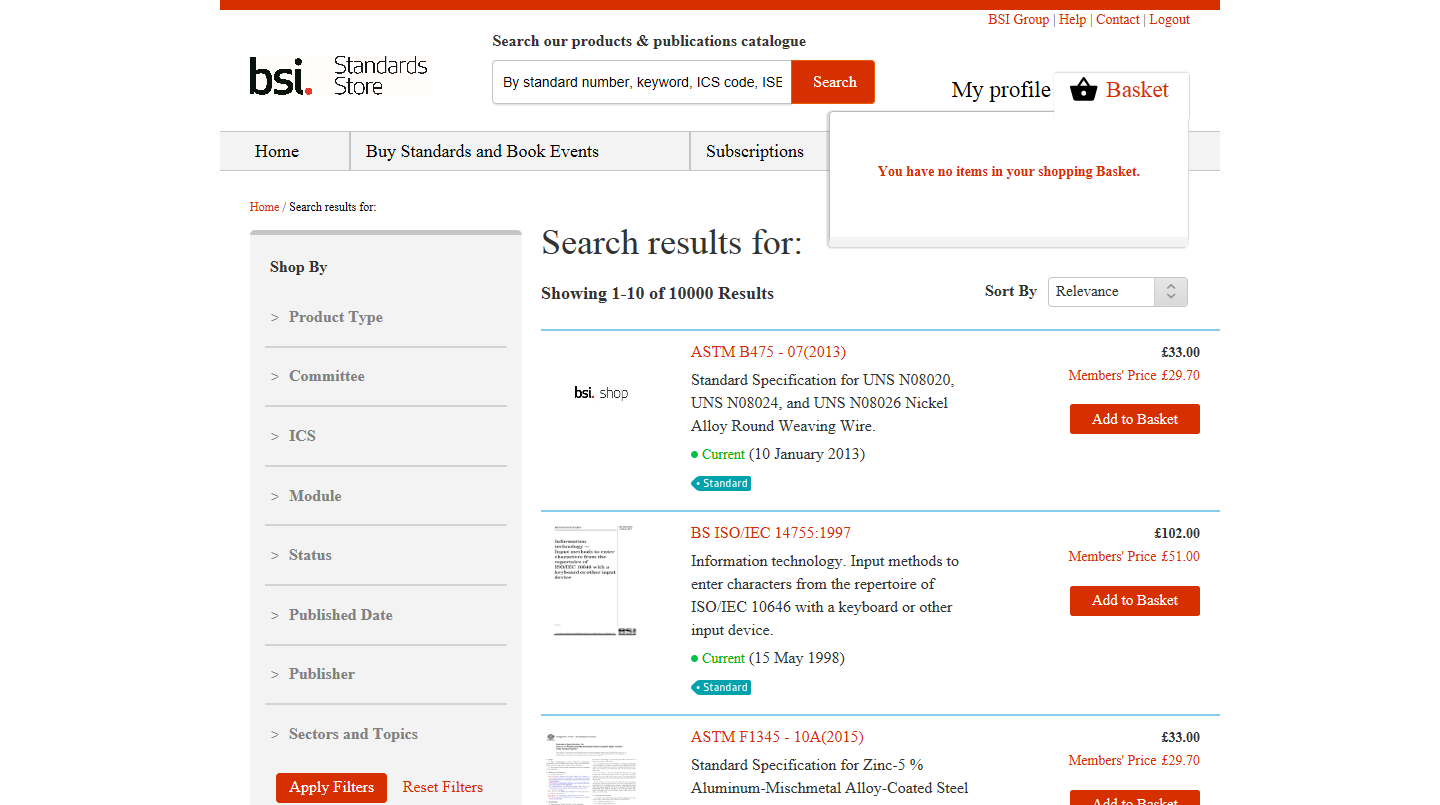 BSI Group | Help | Contact | Logout
Search our products & publications catalogue
bsi. Standards
Store
By standard number, keyword, ICS code, ISE
Search
My profile
Basket
Home
Buy Standards and Book Events
Subscriptions
You have no items in your shopping Basket.
Home / Search results for:
Search results for:
Shop By
> Product Type
> Committee
> ICS
> Module
> Status
> Published Date
> Publisher
> Sectors and Topics
Apply Filters
Reset Filters
Showing 1-10 of 10000 Results
Sort By
Relevance
bsi. shop
ASTM B475 - 07(2013)
£33.00
Members' Price £29.70
Standard Specification for UNS N08020,
UNS N08024, and UNS N08026 Nickel
Alloy Round Weaving Wire.
Add to Basket
Current (10 January 2013)
Standard
Information
technology —
Input methods to enter
characters from the
repertoire of
ISO/IEC 10646 with a
keyboard or other input
device
BSI
BS ISO/IEC 14755:1997
£102.00
Members' Price £51.00
Information technology. Input methods to
enter characters from the repertoire of
ISO/IEC 10646 with a keyboard or other
input device.
Add to Basket
Current (15 May 1998)
Standard
ASTM F1345 - 10A(2015)
£33.00
Members' Price £29.70
Standard Specification for Zinc-5 %
Aluminum-Mischmetal Alloy-Coated Steel
Add to Basket